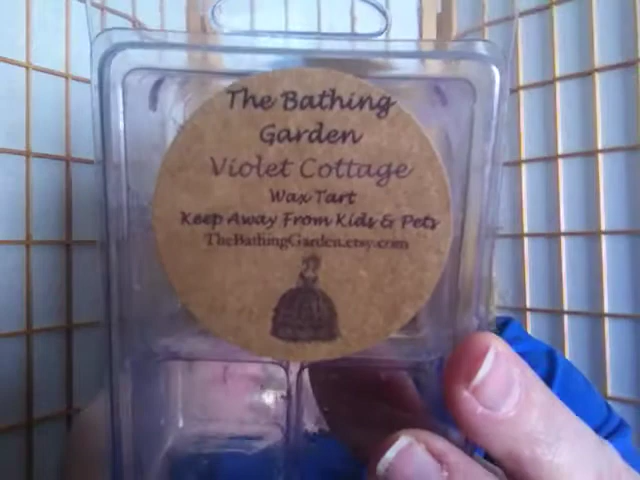 The Bathing
Garden
Violet Cottage
Wax Tart
Keep Away From Kids & Pets
TheBathingGarden.etsy.com